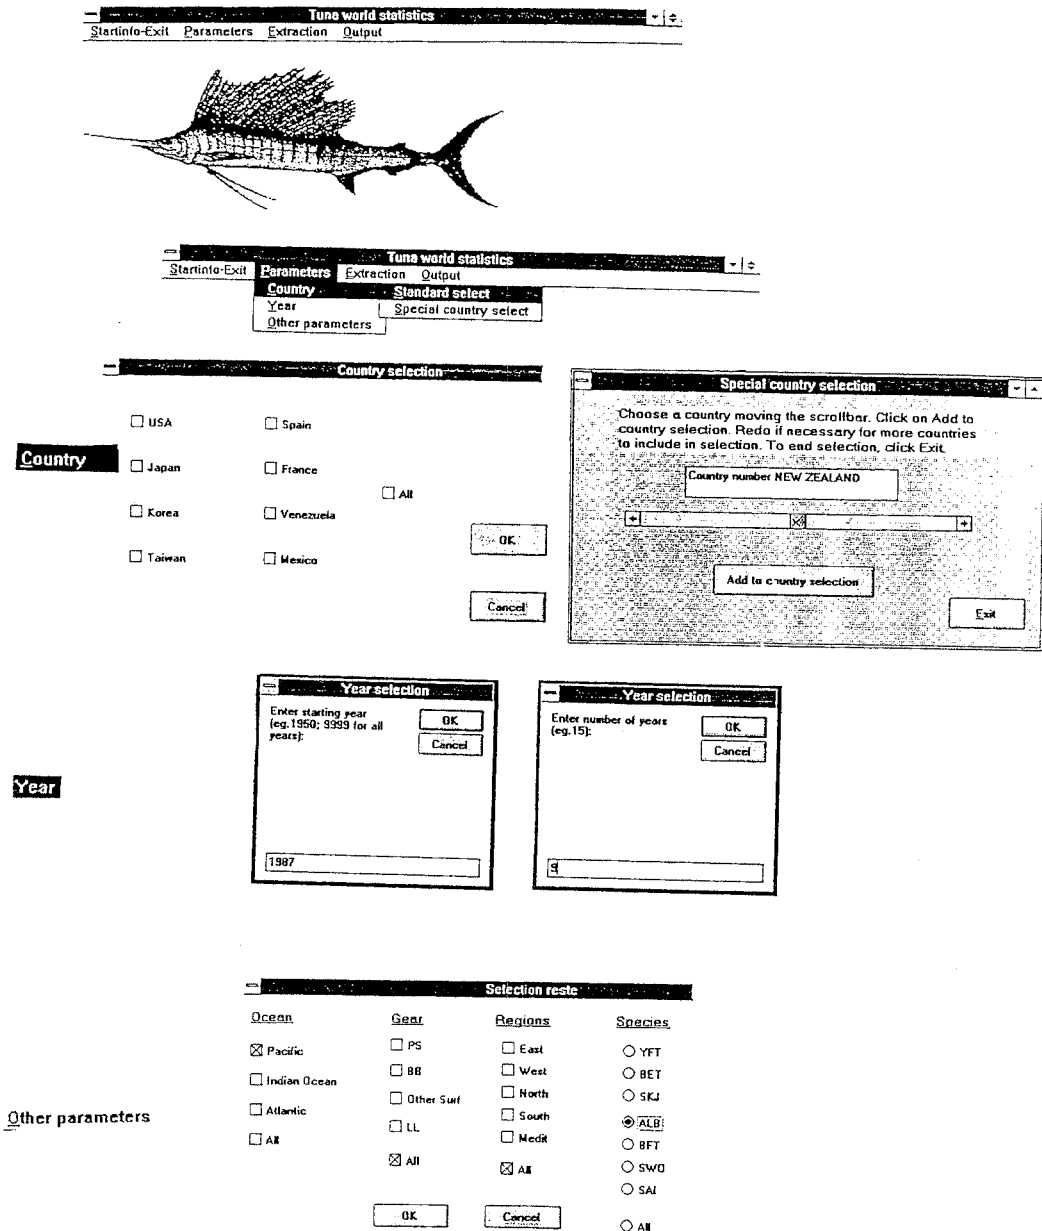 Tuna world statistics
Startinfo-Exit Parameters Extraction Output
Tuna world statistics
Startinfo-Exit Parameters Extraction Output
Country Standard select
Year Special country select
Other parameters
Country selection
USA Spain
Country
Japan France
All
Korea Venezuela
OK
Taiwan Mexico
Cancel
Special country selection
Choose a country moving the scrollbar. Click on Add to
country selection. Redo if necessary for more countries
to include in selection. To end selection, click Exit.
Country number NEW ZEALAND
Add to country selection
Exit
Year
Year selection
Enter starting year
(eg.1950; 9999 for all
years):
OK
Cancel
1987
Year selection
Enter number of years
(eg.15):
OK
Cancel
9
Other parameters
Selection reste
Ocean Gear Regions Species
Pacific PS East YFT
Indian Ocean BB West BET
Atlantic Other Surf North SKJ
All LL South ALB
All Medit BFT
All SWO
SAI
All
OK Cancel